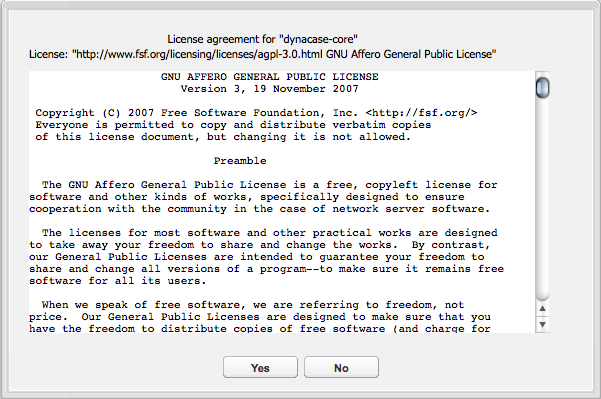 License agreement for "dynacase-core"
License: "http://www.fsf.org/licensing/licenses/agpl-3.0.html GNU Affero General Public License"
GNU AFFERO GENERAL PUBLIC LICENSE
Version 3, 19 November 2007
Copyright (C) 2007 Free Software Foundation, Inc. <http://fsf.org/>
Everyone is permitted to copy and distribute verbatim copies
of this license document, but changing it is not allowed.
Preamble
The GNU Affero General Public License is a free, copyleft license for
software and other kinds of works, specifically designed to ensure
cooperation with the community in the case of network server software.
The licenses for most software and other practical works are designed
to take away your freedom to share and change the works. By contrast,
our General Public Licenses are intended to guarantee your freedom to
share and change all versions of a program--to make sure it remains free
software for all its users.
When we speak of free software, we are referring to freedom, not
price. Our General Public Licenses are designed to make sure that you
have the freedom to distribute copies of free software (and charge for
Yes No